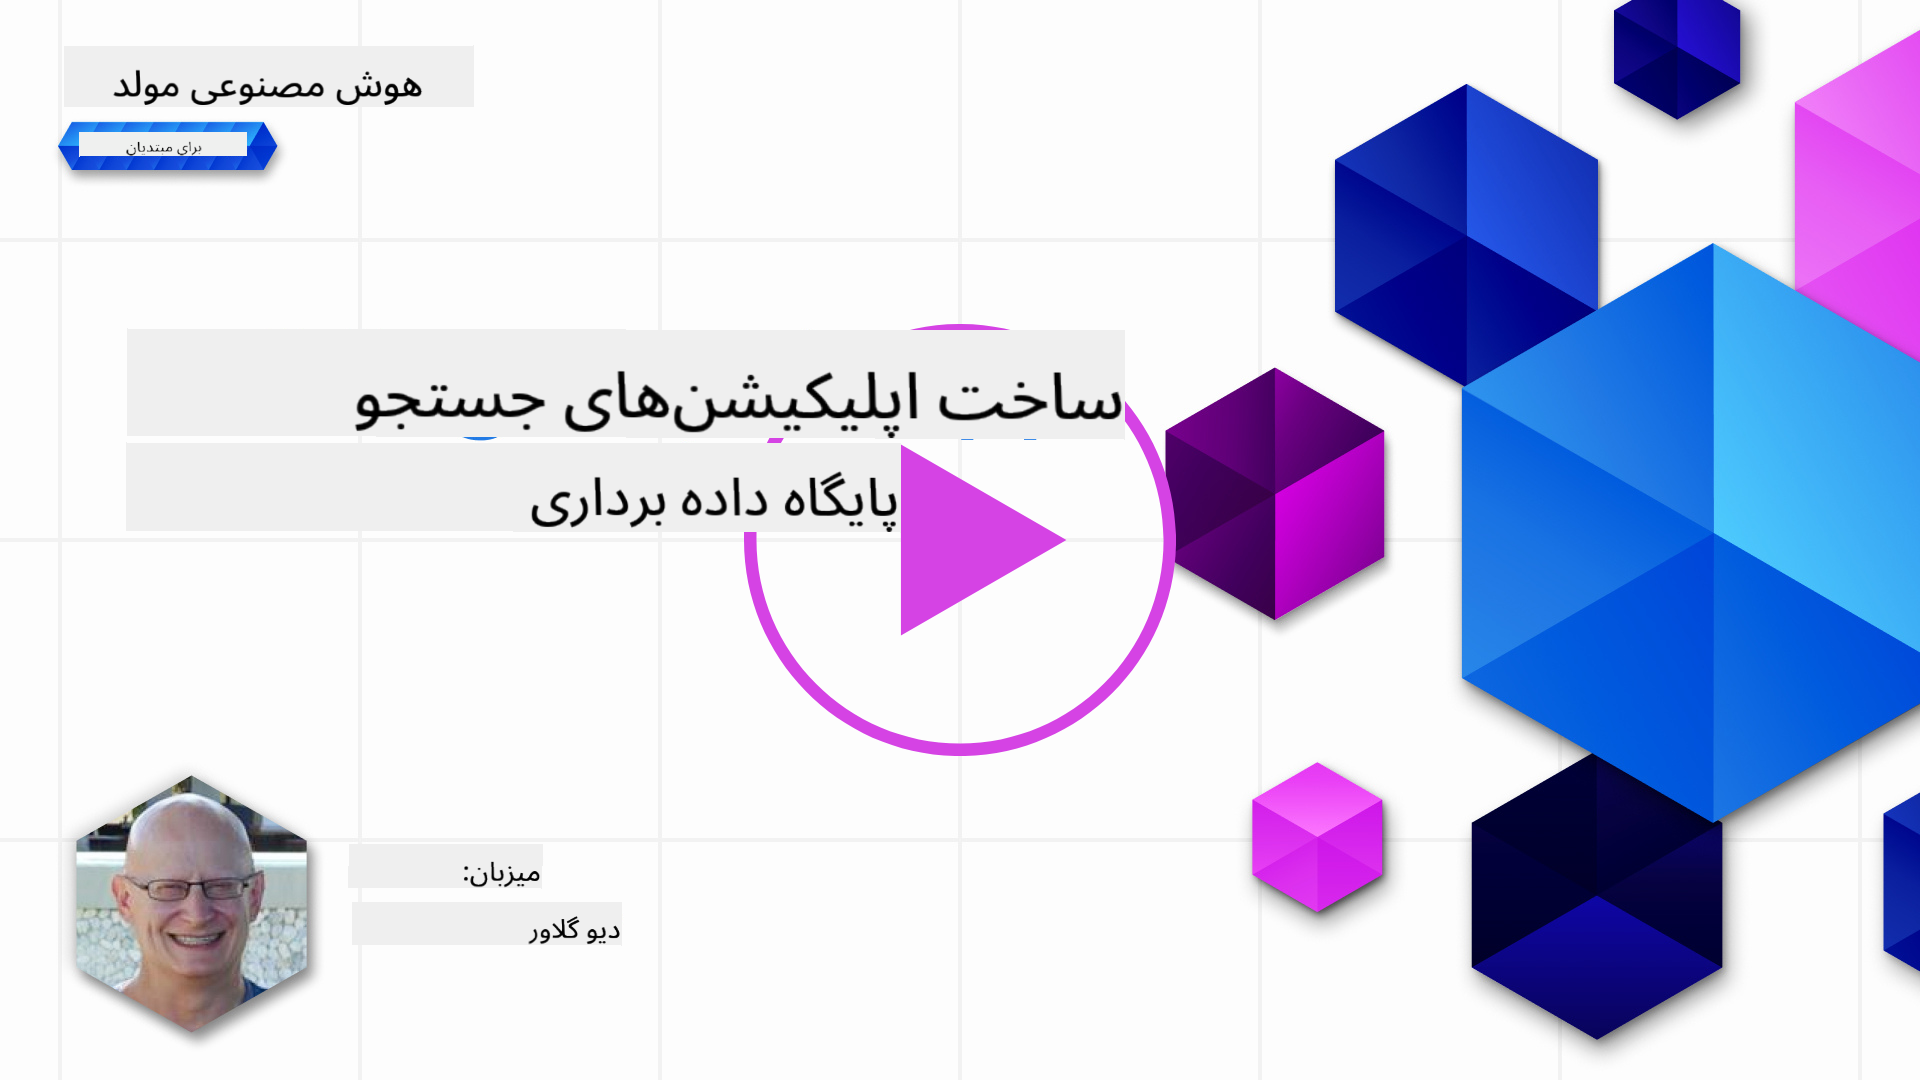 هوش مصنوعی مولد
برای مبتدیان
ساخت اپلیکیشن‌های جستجو
پایگاه داده برداری
میزبان:
دیو گلاور